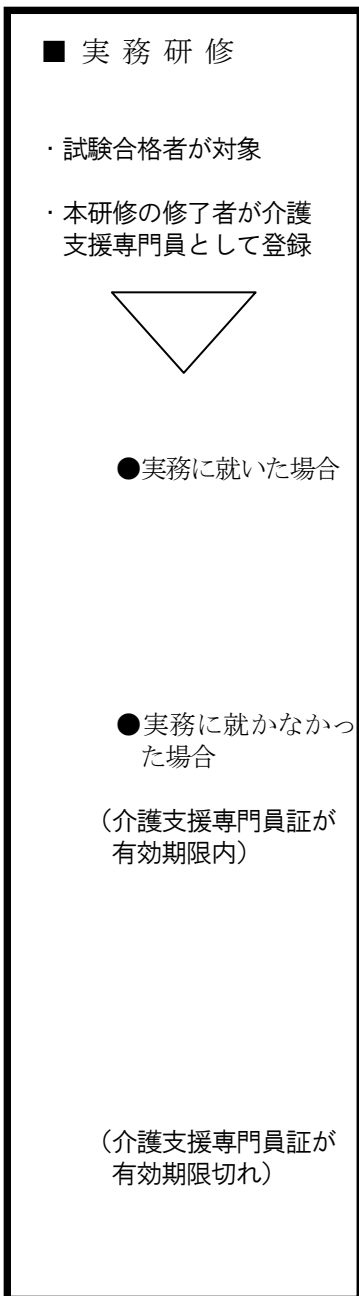 ■ 実務研修
・試験合格者が対象
・本研修の修了者が介護
支援専門員として登録
●実務に就いた場合
●実務に就かなかっ
た場合
（介護支援専門員証が
有効期限内）
（介護支援専門員証が
有効期限切れ）